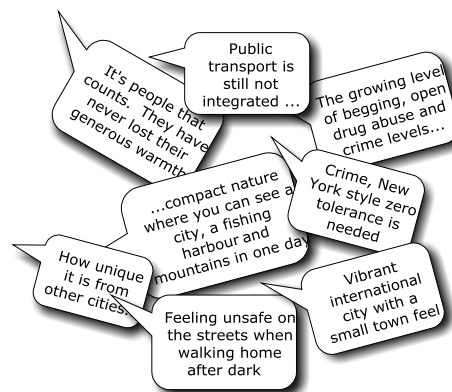 It's people that
counts. They have
never lost their
generous warmth
Public
transport is
still not
integrated ...
The growing level
of begging, open
drug abuse and
crime levels...
...compact nature
where you can see a
city, a fishing
harbour and
mountains in one day
Crime, New
York style zero
tolerance is
needed
How unique
it is from
other cities.
Feeling unsafe on
the streets when
walking home
after dark
Vibrant
international
city with a
small town feel